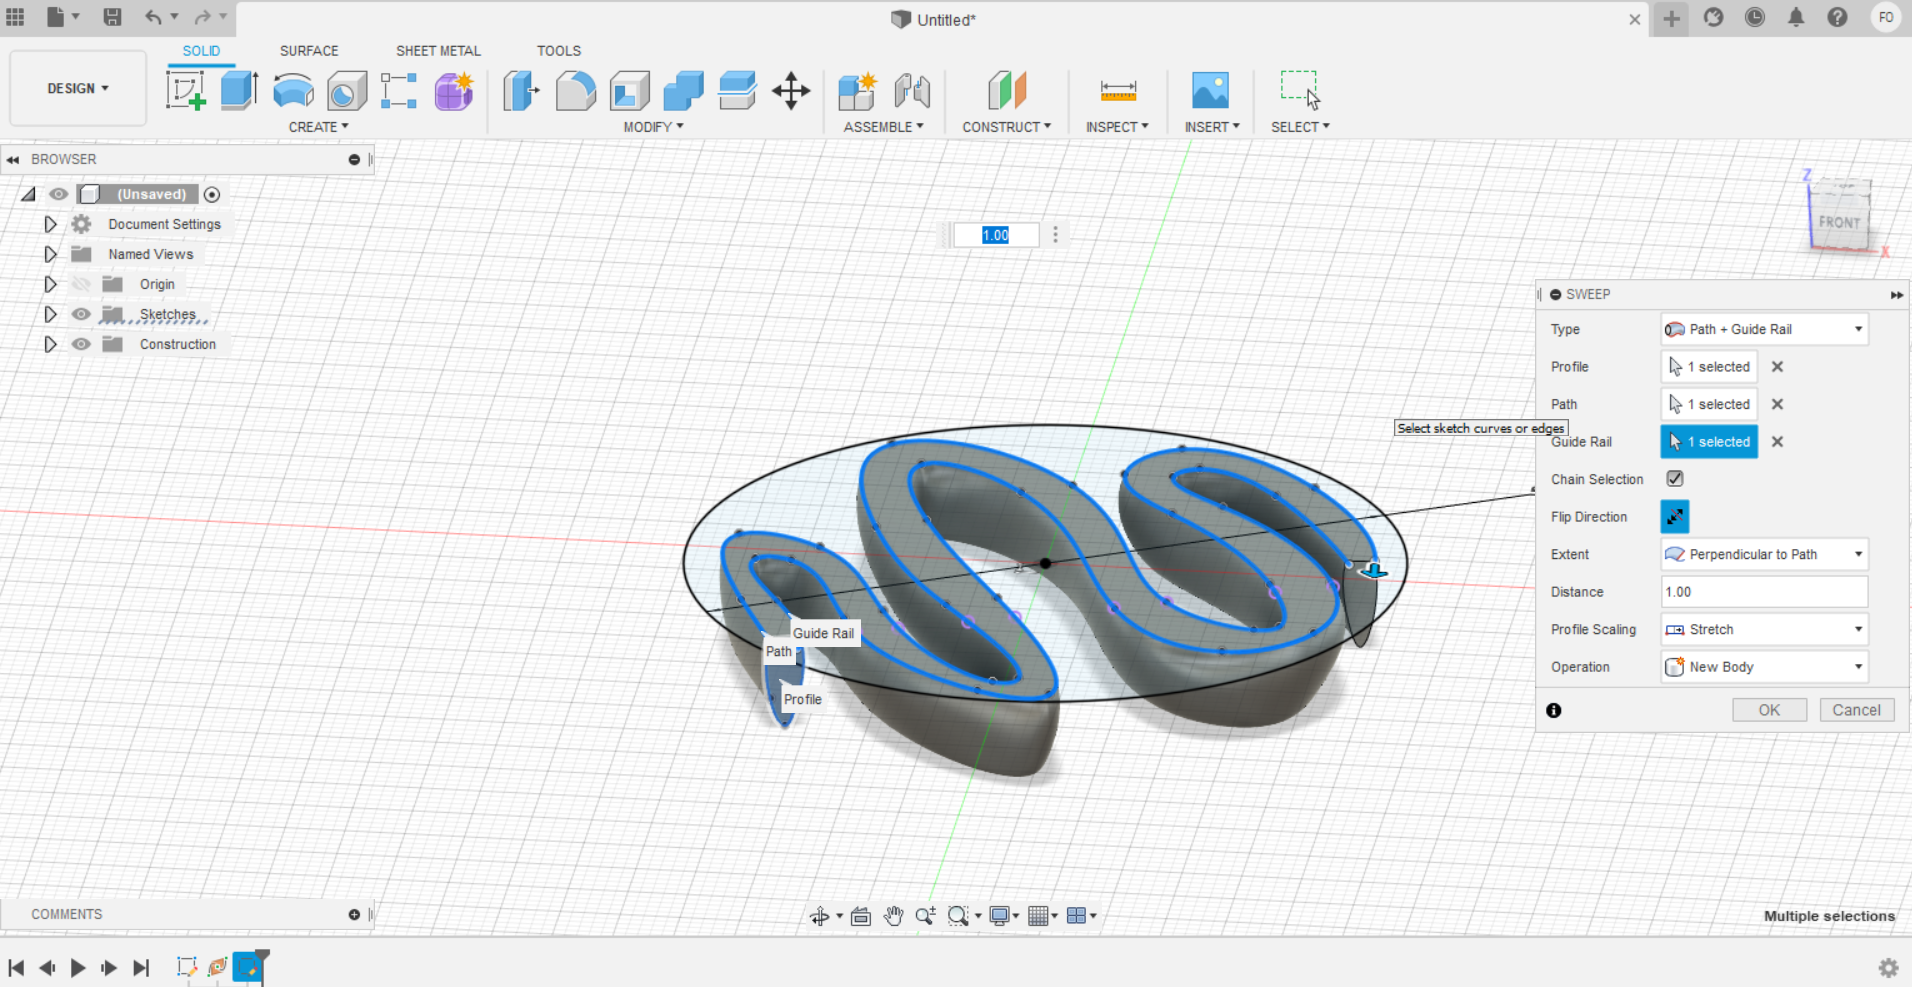 Untitled*
FO
SOLID
SURFACE
SHEET METAL
TOOLS
DESIGN
CREATE
MODIFY
ASSEMBLE
CONSTRUCT
INSPECT
INSERT
SELECT
BROWSER
(Unsaved)
Document Settings
Named Views
Origin
Sketches
Construction
1.00
Z
TOP
FRONT
X
SWEEP
Type
Path + Guide Rail
Profile
1 selected
Path
1 selected
Select sketch curves or edges
Guide Rail
1 selected
Chain Selection
Flip Direction
Extent
Perpendicular to Path
Distance
1.00
Profile Scaling
Stretch
Operation
New Body
OK
Cancel
Guide Rail
Path
Profile
COMMENTS
Multiple selections